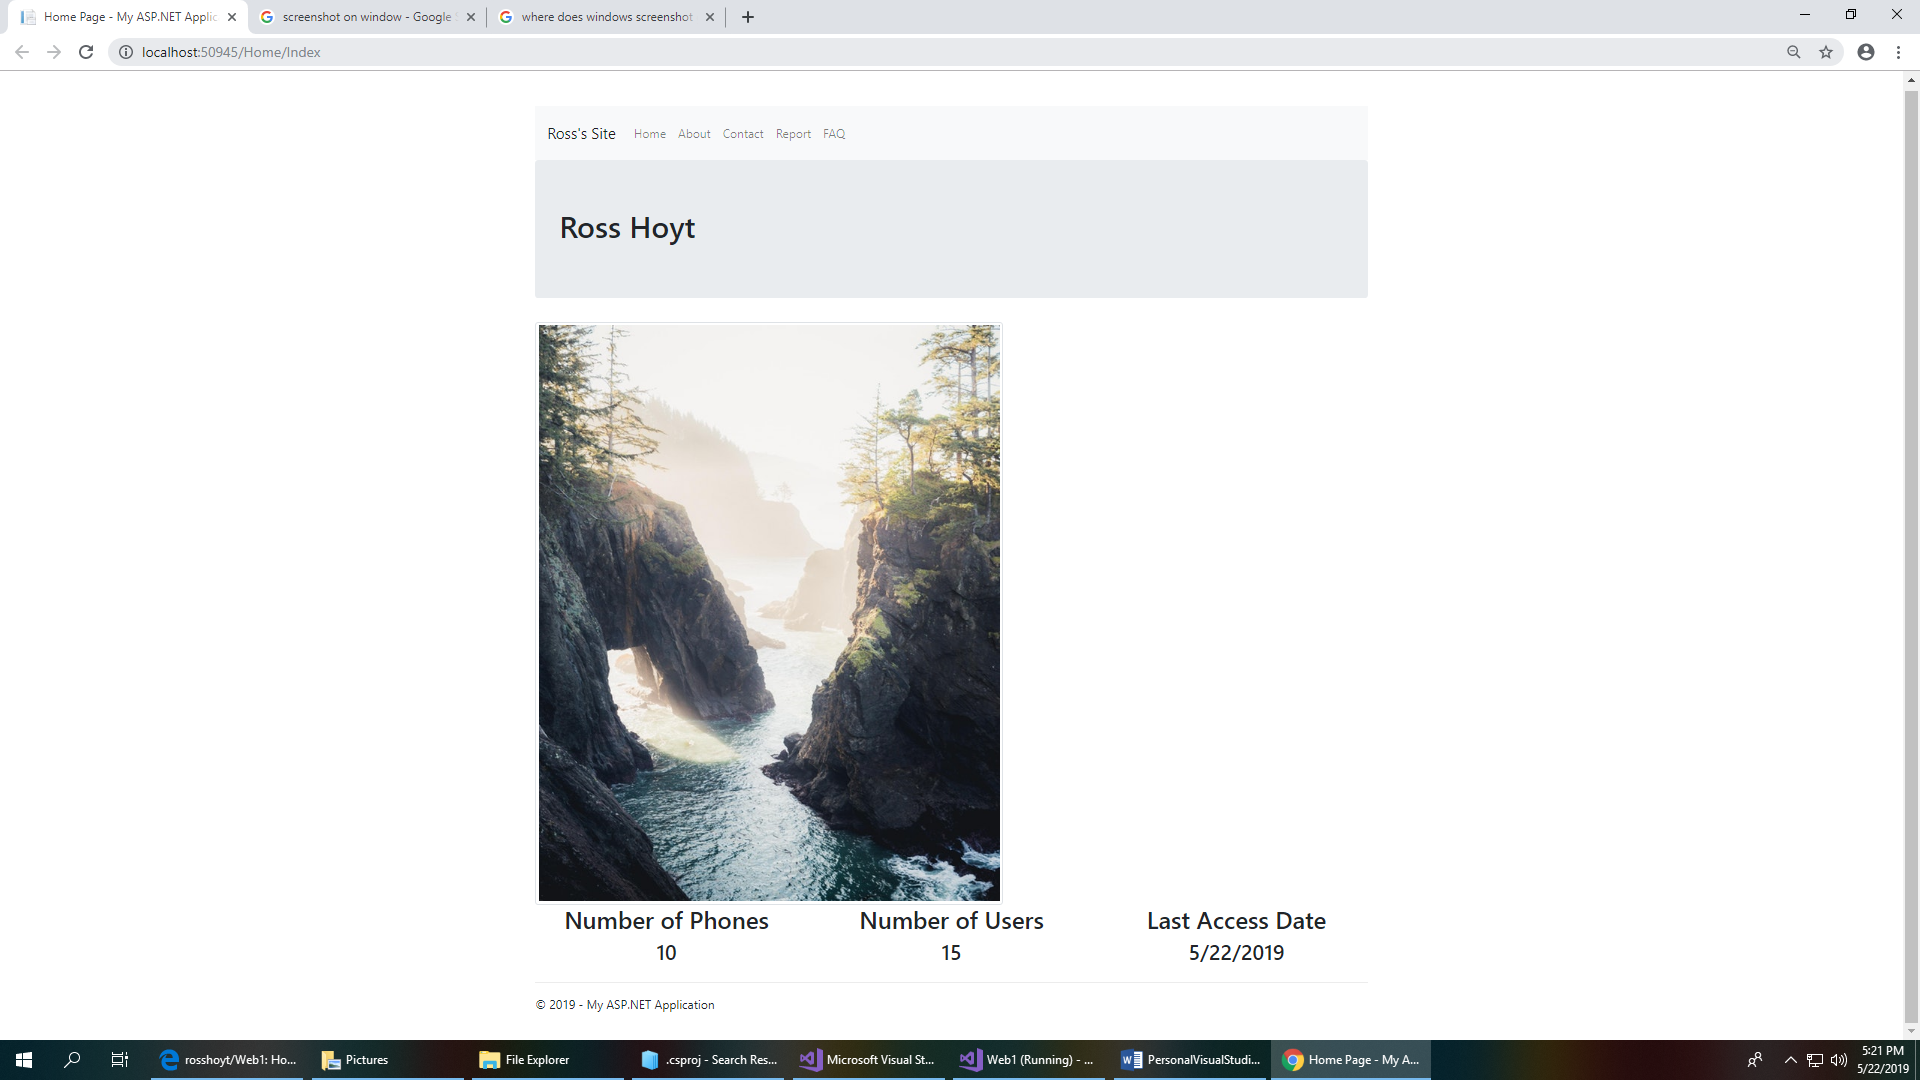 Home Page - My ASP.NET Applic
screenshot on window - Google
where does windows screenshot
localhost:50945/Home/Index
Ross's Site Home About Contact Report FAQ
Ross Hoyt
Number of Phones Number of Users Last Access Date
10 15 5/22/2019
© 2019 - My ASP.NET Application
rosshoyt/Web1: Ho... Pictures File Explorer .csproj - Search Res... Microsoft Visual St... Web1 (Running) - ... PersonalVisualStudi... Home Page - My A...
5:21 PM
5/22/2019